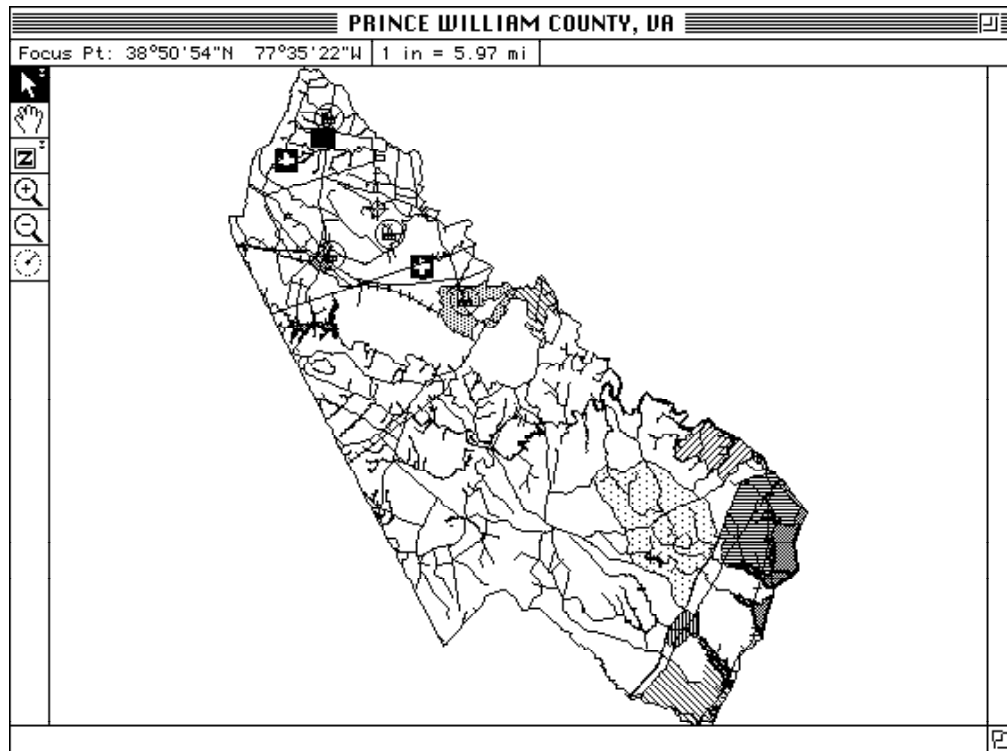 PRINCE WILLIAM COUNTY, VA
Focus Pt: 38°50'54"N 77°35'22"W 1 in = 5.97 mi
N